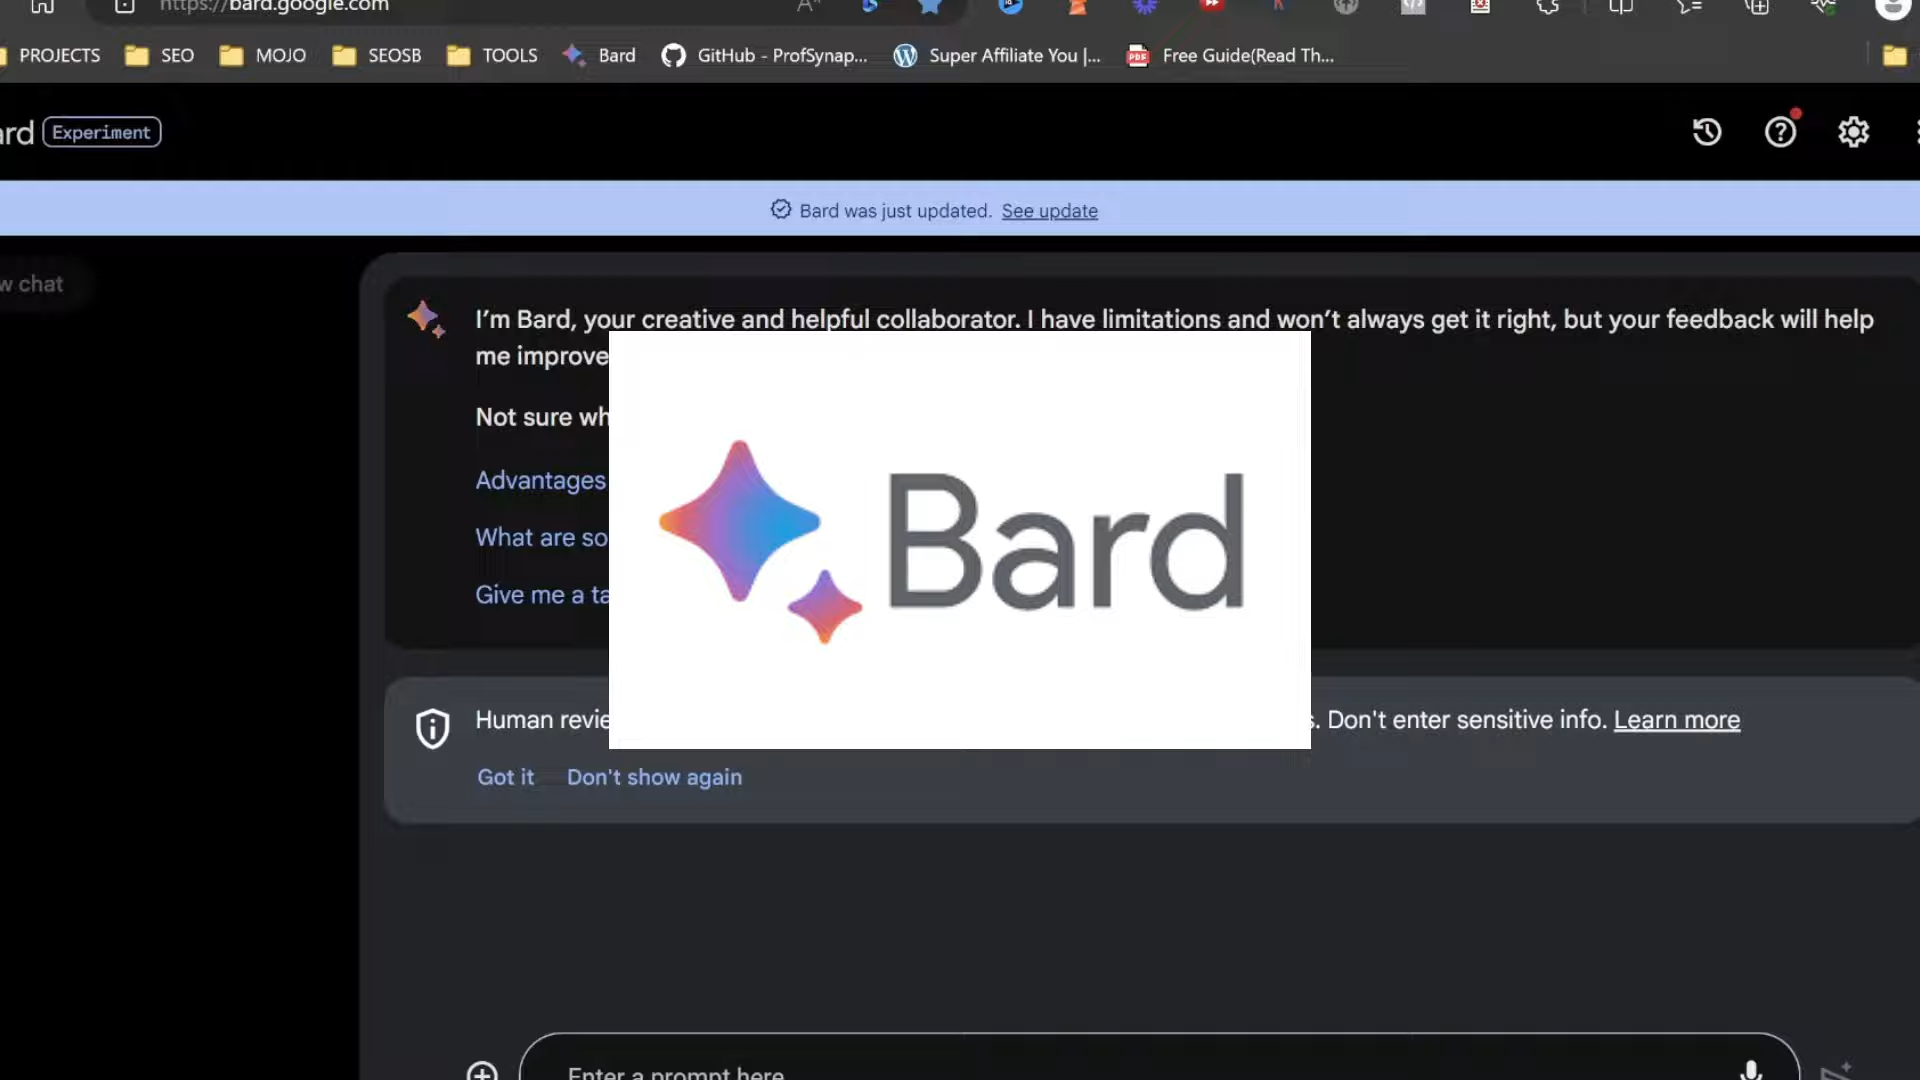 https://bard.google.com
PROJECTS SEO MOJO SEOSB TOOLS Bard GitHub - ProfSynap... Super Affiliate You |... PDF Free Guide(Read Th...
ard Experiment
Bard was just updated. See update
w chat
I'm Bard, your creative and helpful collaborator. I have limitations and won't always get it right, but your feedback will help
me improve
Not sure wh
Advantages
What are so
Give me a ta
Bard
Human revie s. Don't enter sensitive info. Learn more
Got it Don't show again
Enter a prompt here